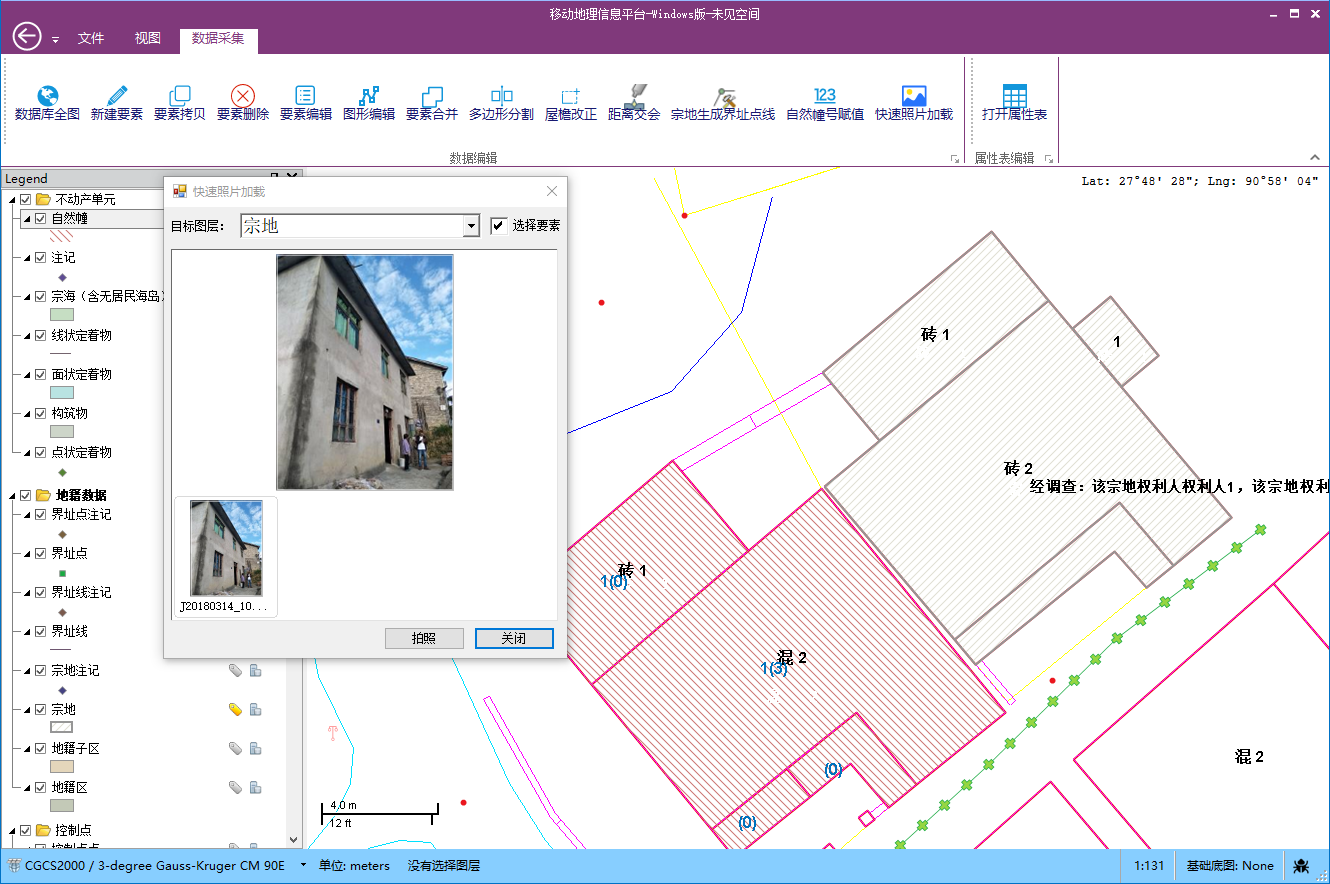 移动地理信息平台-Windows版-未见空间
文件 视图 数据采集
数据库全图 新建要素 要素拷贝 要素删除 要素编辑 图形编辑 要素合并 多边形分割 屋檐改正 距离交会 宗地生成界址点线 自然幢号赋值 快速照片加载 打开属性表
123
数据编辑 属性表编辑
Legend
Lat: 27°48' 28"; Lng: 90°58' 04"
不动产单元
自然幢
注记
宗海（含无居民海岛）
线状定着物
面状定着物
构筑物
点状定着物
地籍数据
界址点注记
界址点
界址线注记
界址线
宗地注记
宗地
地籍子区
地籍区
控制点
快速照片加载
目标图层： 宗地 选择要素
J20180314_10...
拍照 关闭
砖 1
1
砖 2
经调查：该宗地权利人权利人1，该宗地权利
砖 1
1(0)
混 2
1(3)
(0)
(0)
混 2
4.0 m
12 ft
CGCS2000 / 3-degree Gauss-Kruger CM 90E 单位: meters 没有选择图层 1:131 基础底图: None